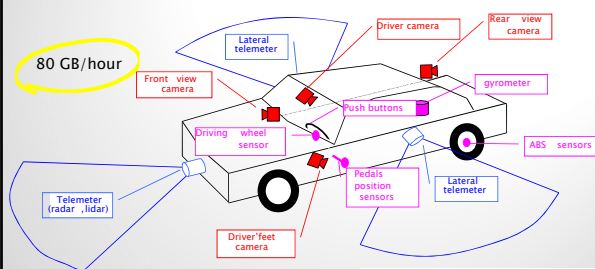 Driver camera
Rear view
camera
Lateral
telemeter
80 GB/hour
Front view
camera
gyrometer
Push buttons
Driving wheel
sensor
ABS sensors
Pedals
position
sensors
Lateral
telemeter
Telemeter
(radar ,lidar)
Driver'feet
camera